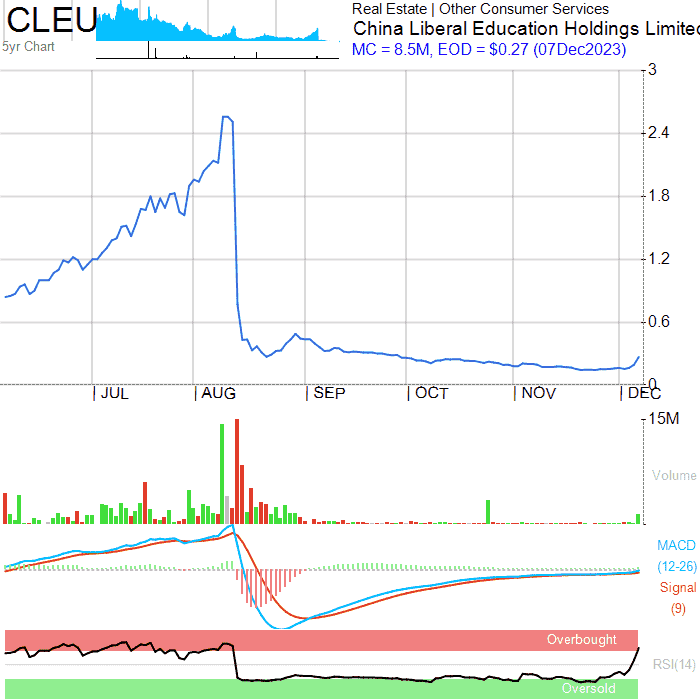 CLEU
5yr Chart
Real Estate | Other Consumer Services
China Liberal Education Holdings Limited
MC = 8.5M, EOD = $0.27 (07Dec2023)
3
2.4
1.8
1.2
0.6
0
JUL
AUG
SEP
OCT
NOV
DEC
15M
Volume
MACD
(12-26)
Signal
(9)
Overbought
RSI(14)
Oversold